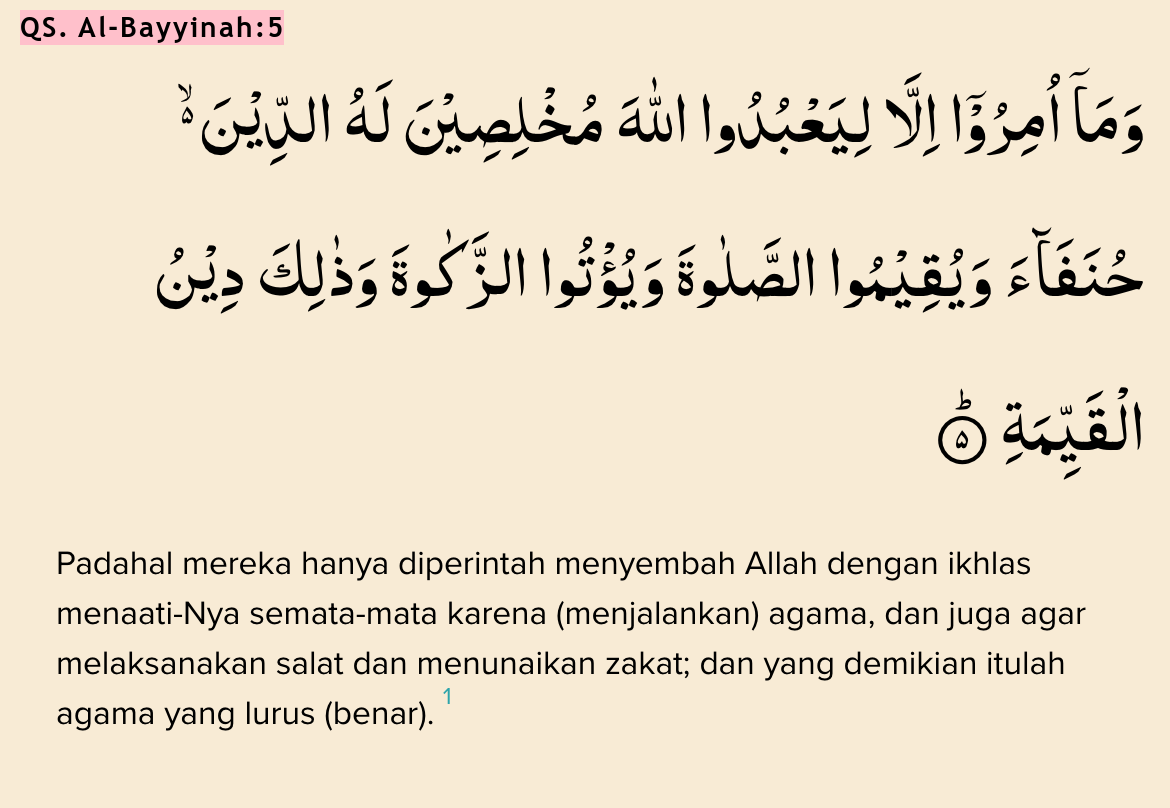 QS. Al-Bayyinah:5
وَمَآ اُمِرُوْٓا اِلَّا لِيَعْبُدُوا اللّٰهَ مُخْلِصِيْنَ لَهُ الدِّيْنَ ەۙ
حُنَفَاۤءَ وَيُقِيْمُوا الصَّلٰوةَ وَيُؤْتُوا الزَّكٰوةَ وَذٰلِكَ دِيْنُ
الْقَيِّمَةِۗ ۵
Padahal mereka hanya diperintah menyembah Allah dengan ikhlas
menaati-Nya semata-mata karena (menjalankan) agama, dan juga agar
melaksanakan salat dan menunaikan zakat; dan yang demikian itulah
agama yang lurus (benar). 1